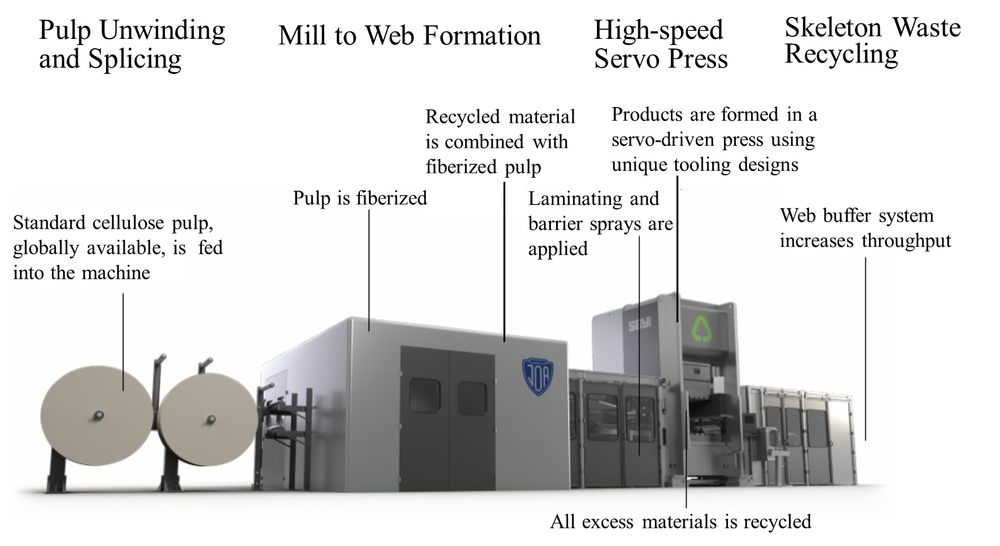 Pulp Unwinding
and Splicing
Mill to Web Formation
High-speed
Servo Press
Skeleton Waste
Recycling
Recycled material
is combined with
fiberized pulp
Products are formed in a
servo-driven press using
unique tooling designs
Pulp is fiberized
Laminating and
barrier sprays are
applied
Standard cellulose pulp,
globally available, is fed
into the machine
Web buffer system
increases throughput
SEYI
JOA
All excess materials is recycled